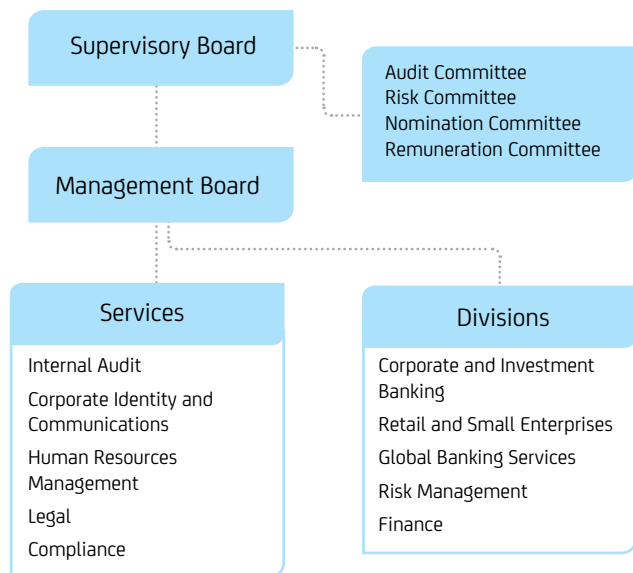 Supervisory Board
Audit Committee
Risk Committee
Nomination Committee
Remuneration Committee
Management Board
Services
Internal Audit
Corporate Identity and
Communications
Human Resources
Management
Legal
Compliance
Divisions
Corporate and Investment
Banking
Retail and Small Enterprises
Global Banking Services
Risk Management
Finance